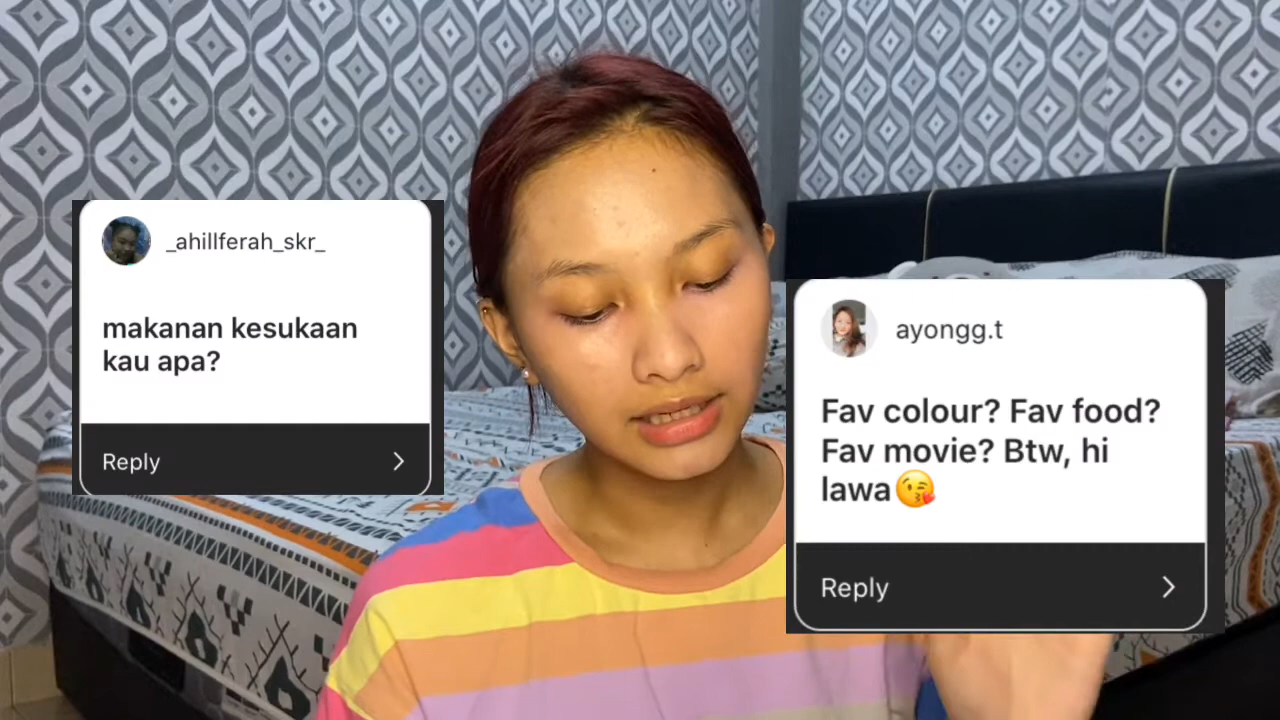 _ahillferah_skr_
makanan kesukaan
kau apa?
Reply
ayongg.t
Fav colour? Fav food?
Fav movie? Btw, hi
lawa😘
Reply